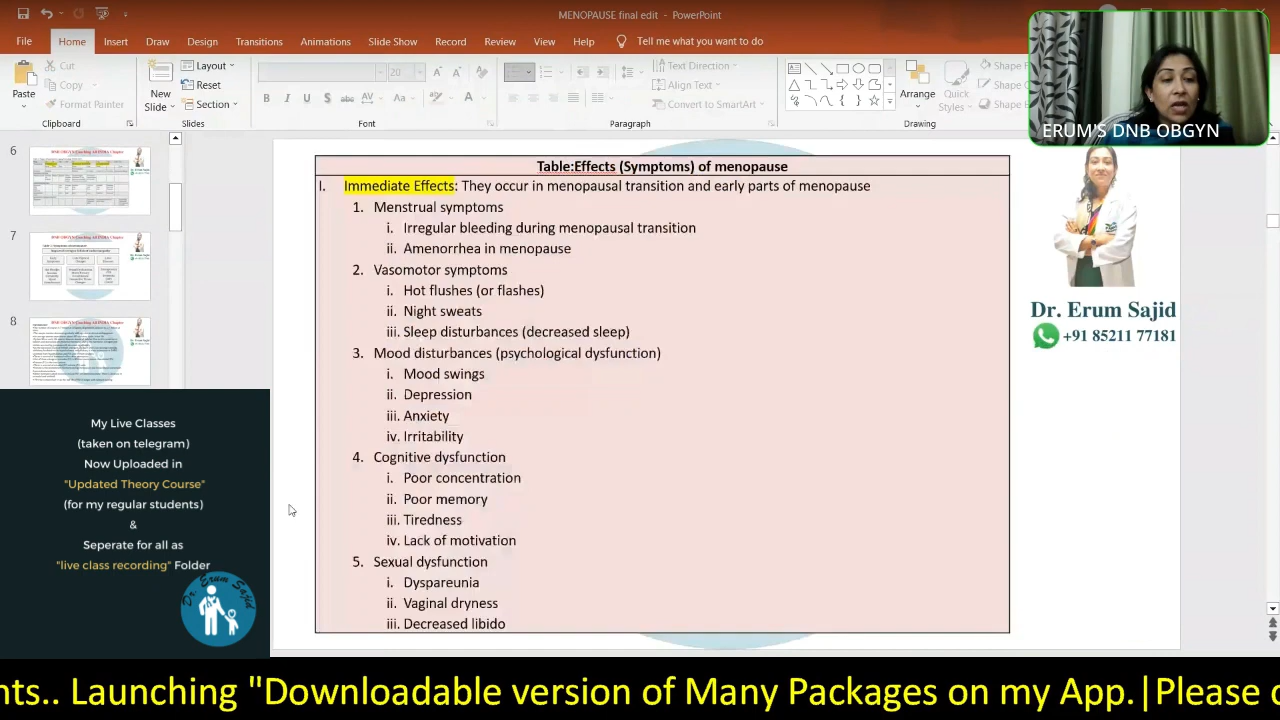 MENOPAUSE final edit - PowerPoint
File Home Insert Draw Design Transitions Animations Slide Show Record Review View Help Tell me what you want to do
Paste
Cut
Copy
Format Painter
Clipboard
New Slide
Layout
Reset
Section
Slides
20
Font
Text Direction
Align Text
Convert to SmartArt
Paragraph
Arrange
Quick Styles
Drawing
ERUM'S DNB OBGYN
6
7
Table:Effects (Symptoms) of menopause
I. Immediate Effects: They occur in menopausal transition and early parts of menopause
1. Menstrual symptoms
i. Irregular bleeding during menopausal transition
ii. Amenorrhea in menopause
2. Vasomotor symptoms
i. Hot flushes (or flashes)
ii. Night sweats
iii. Sleep disturbances (decreased sleep)
3. Mood disturbances
i. Mood swings
ii. Depression
iii. Anxiety
iv. Irritability
4. Cognitive dysfunction
i. Poor concentration
ii. Poor memory
iii. Tiredness
iv. Lack of motivation
5. Sexual dysfunction
i. Dyspareunia
ii. Vaginal dryness
iii. Decreased libido
Dr. Erum Sajid
+91 85211 77181
My Live Classes
(taken on telegram)
Now Uploaded in
"Updated Theory Course"
(for my regular students)
&
Seperate for all as
"live class recording" Folder
Dr. Erum Sajid
nts.. Launching "Downloadable version of Many Packages on my App.|Please